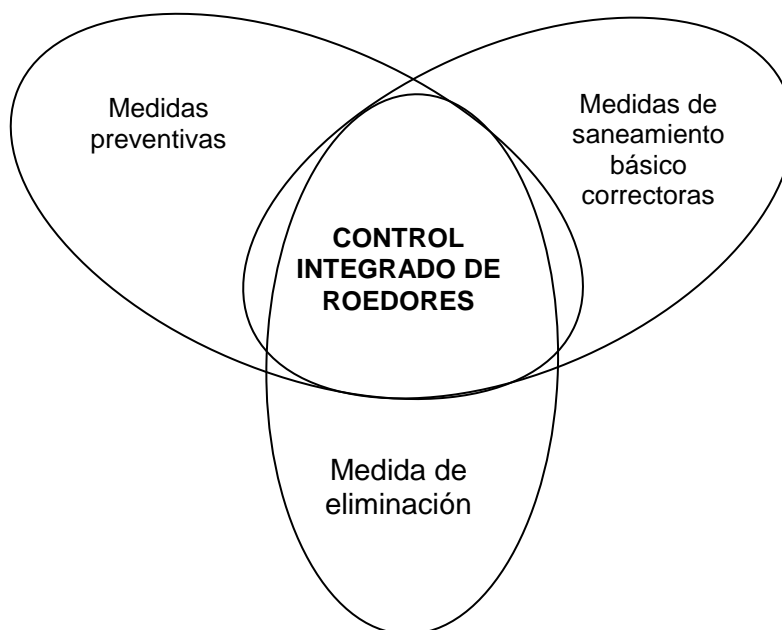 Medidas
preventivas
Medidas de
saneamiento
básico
correctoras
CONTROL
INTEGRADO DE
ROEDORES
Medida de
eliminación